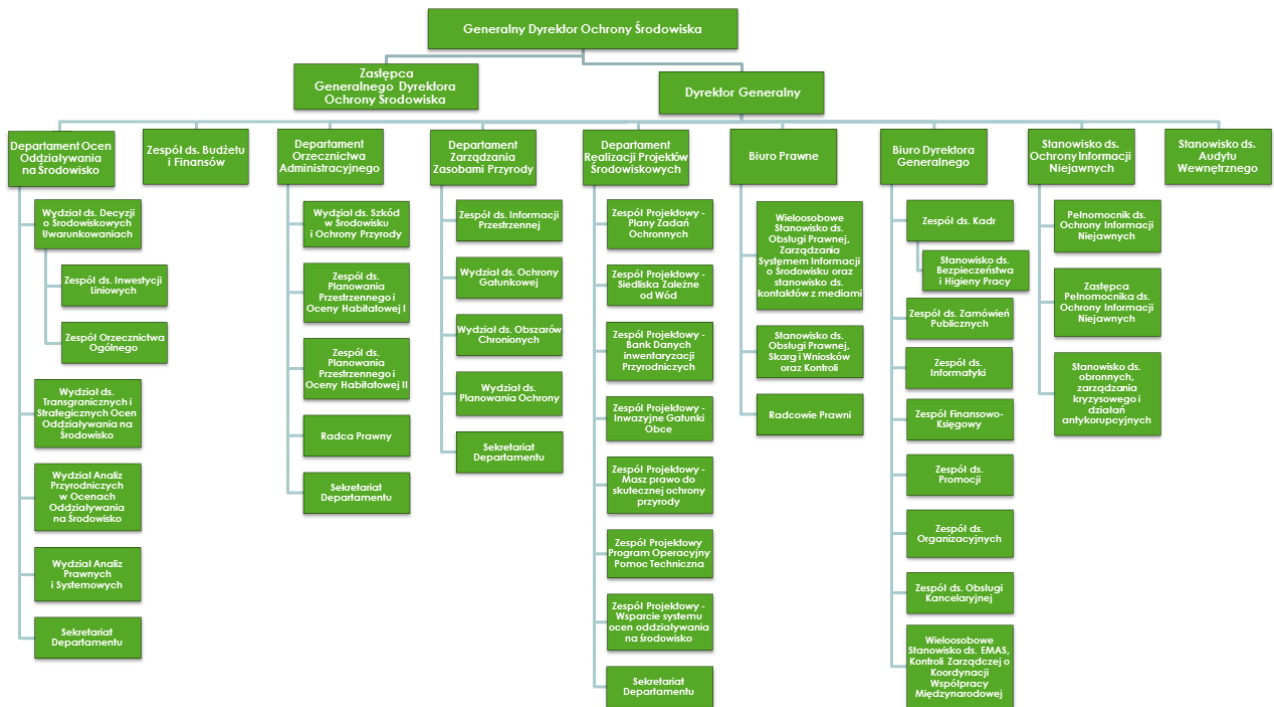 Generalny Dyrektor Ochrony Środowiska
Zastępca
Generalnego Dyrektora
Ochrony Środowiska
Dyrektor Generalny
Departament Ocen
Oddziaływania
na Środowisko
Wydział ds. Decyzji
o Środowiskowych
Uwarunkowaniach
Zespół ds. Inwestycji
Liniowych
Zespół Orzecznictwa
Ogólnego
Wydział ds.
Transgranicznych i
Strategicznych Ocen
Oddziaływania na
Środowisko
Wydział Analiz
Przyrodniczych
w Ocenach
Oddziaływania
na Środowisko
Wydział Analiz
Prawnych
i Systemowych
Sekretariat
Departamentu
Zespół ds. Budżetu
i Finansów
Departament
Orzecznictwa
Administracyjnego
Wydział ds. Szkód
w Środowisku
i Ochrony Przyrody
Zespół ds.
Planowania
Przestrzennego i
Oceny Habitatowej I
Zespół ds.
Planowania
Przestrzennego i
Oceny Habitatowej II
Radca Prawny
Sekretariat
Departamentu
Departament
Zarządzania
Zasobami Przyrody
Zespół ds. Informacji
Przestrzennej
Wydział ds. Ochrony
Gatunkowej
Wydział ds. Obszarów
Chronionych
Wydział ds.
Planowania Ochrony
Sekretariat
Departamentu
Departament
Realizacji Projektów
Środowiskowych
Zespół Projektowy -
Plany Zadań
Ochronnych
Zespół Projektowy -
Siedliska Zależne
od Wód
Zespół Projektowy -
Bank Danych
inwentaryzacji
Przyrodniczych
Zespół Projektowy -
Inwazyjne Gatunki
Obce
Zespół Projektowy -
Masz prawo do
skutecznej ochrony
przyrody
Zespół Projektowy
Program Operacyjny
Pomoc Techniczna
Zespół Projektowy -
Wsparcie systemu
ocen oddziaływania
na środowisko
Sekretariat
Departamentu
Biuro Prawne
Wieloosobowe
Stanowisko ds.
Obsługi Prawnej,
Zarządzania
Systemem Informacji
o Środowisku oraz
stanowisko ds.
kontaktów z mediami
Stanowisko ds.
Obsługi Prawnej,
Skarg i Wniosków
oraz Kontroli
Radcowie Prawni
Biuro Dyrektora
Generalnego
Zespół ds. Kadr
Stanowisko ds.
Bezpieczeństwa
i Higieny Pracy
Zespół ds. Zamówień
Publicznych
Zespół ds.
Informatyki
Zespół Finansowo-
Księgowy
Zespół ds.
Promocji
Zespół ds.
Organizacyjnych
Zespół ds. Obsługi
Kancelaryjnej
Wieloosobowe
Stanowisko ds. EMAS,
Kontroli Zarządczej o
Koordynacji
Współpracy
Międzynarodowej
Stanowisko ds.
Ochrony Informacji
Niejawnych
Pełnomocnik ds.
Ochrony Informacji
Niejawnych
Zastępca
Pełnomocnika ds.
Ochrony Informacji
Niejawnych
Stanowisko ds.
obronnych,
zarządzania
kryzysowego i
działań
antykorupcyjnych
Stanowisko ds.
Audytu
Wewnętrznego